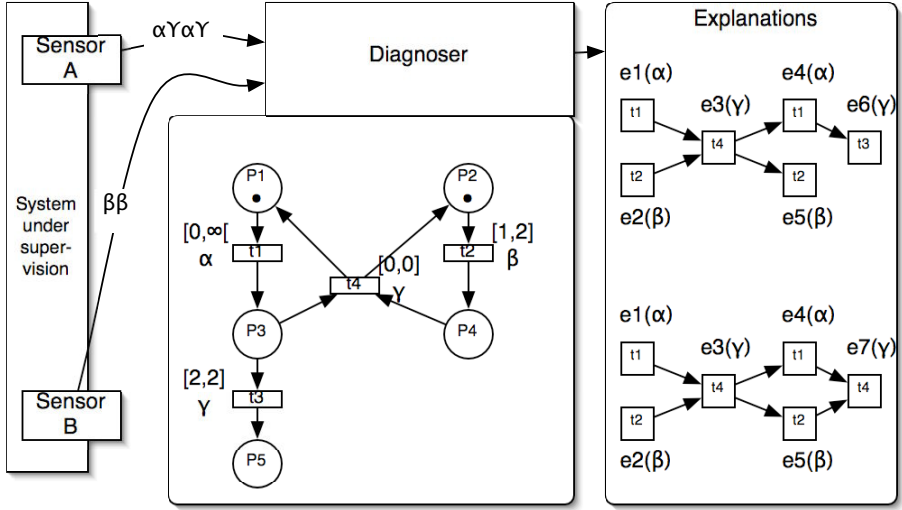 Sensor
A
αϒαϒ
Diagnoser
Explanations
System
under
super-
vision
ββ
Sensor
B
P1
P2
[0,∞[
α
t1
[1,2]
β
t2
[0,0]
t4
ϒ
P3
P4
[2,2]
ϒ
t3
P5
e1(α)
e4(α)
t1
e3(γ)
t1
e6(γ)
t4
t3
t2
t2
e2(β)
e5(β)
e1(α)
e4(α)
t1
e3(γ)
t1
e7(γ)
t4
t4
t2
t2
e2(β)
e5(β)